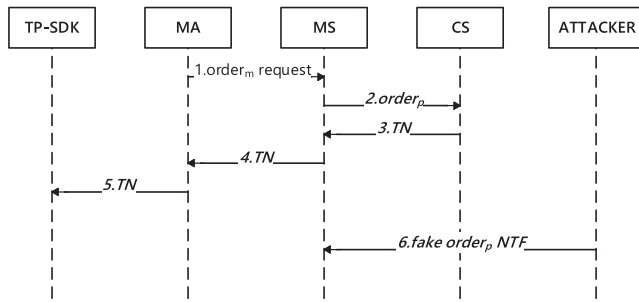 TP-SDK MA MS CS ATTACKER
1.orderₘ request
2.orderₚ
3.TN
4.TN
5.TN
6.fake orderₚ NTF